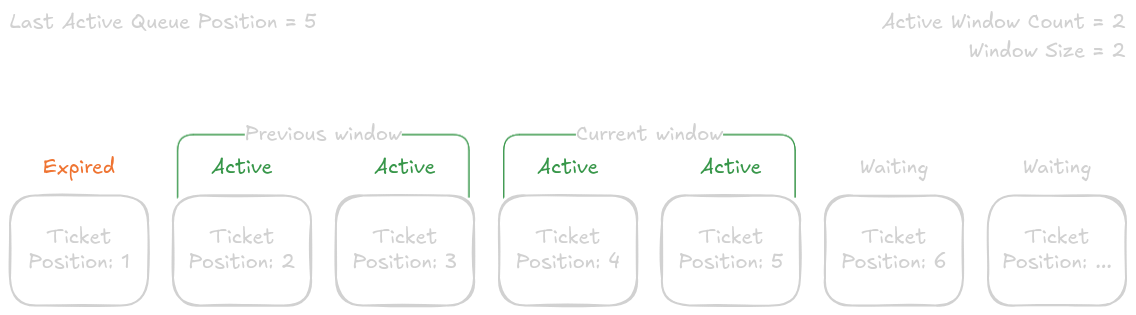 Last Active Queue Position = 5
Active Window Count = 2
Window Size = 2
Previous window
Current window
Expired
Active
Active
Active
Active
Waiting
Waiting
Ticket
Position: 1
Ticket
Position: 2
Ticket
Position: 3
Ticket
Position: 4
Ticket
Position: 5
Ticket
Position: 6
Ticket
Position: ...